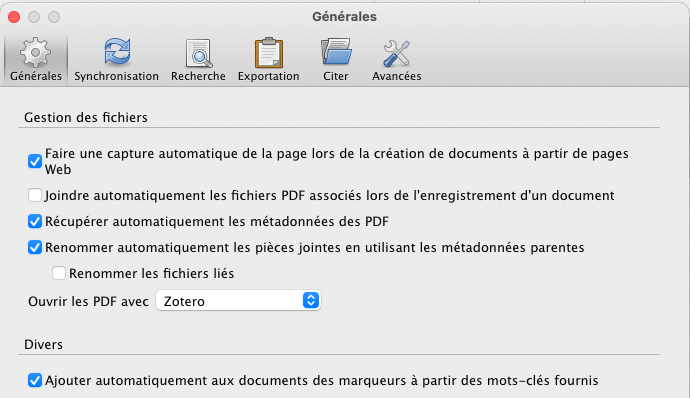 Générales
Générales Synchronisation Recherche Exportation Citer Avancées
Gestion des fichiers
Faire une capture automatique de la page lors de la création de documents à partir de pages
Web
Joindre automatiquement les fichiers PDF associés lors de l'enregistrement d'un document
Récupérer automatiquement les métadonnées des PDF
Renommer automatiquement les pièces jointes en utilisant les métadonnées parentes
Renommer les fichiers liés
Ouvrir les PDF avec Zotero
Divers
Ajouter automatiquement aux documents des marqueurs à partir des mots-clés fournis